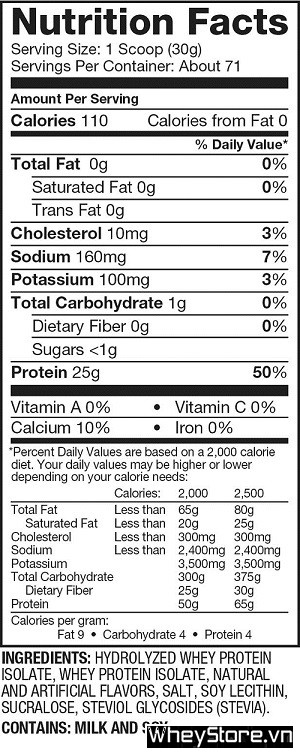 Nutrition Facts
Serving Size: 1 Scoop (30g)
Servings Per Container: About 71
Amount Per Serving
Calories 110 Calories from Fat 0
% Daily Value*
Total Fat 0g 0%
Saturated Fat 0g 0%
Trans Fat 0g
Cholesterol 10mg 3%
Sodium 160mg 7%
Potassium 100mg 3%
Total Carbohydrate 1g 0%
Dietary Fiber 0g 0%
Sugars <1g
Protein 25g 50%
Vitamin A 0% • Vitamin C 0%
Calcium 10% • Iron 0%
*Percent Daily Values are based on a 2,000 calorie
diet. Your daily values may be higher or lower
depending on your calorie needs:
Calories: 2,000 2,500
Total Fat Less than 65g 80g
Saturated Fat Less than 20g 25g
Cholesterol Less than 300mg 300mg
Sodium Less than 2,400mg 2,400mg
Potassium 3,500mg 3,500mg
Total Carbohydrate 300g 375g
Dietary Fiber 25g 30g
Protein 50g 65g
Calories per gram:
Fat 9 • Carbohydrate 4 • Protein 4
INGREDIENTS: HYDROLYZED WHEY PROTEIN
ISOLATE, WHEY PROTEIN ISOLATE, NATURAL
AND ARTIFICIAL FLAVORS, SALT, SOY LECITHIN,
SUCRALOSE, STEVIOL GLYCOSIDES (STEVIA).
CONTAINS: MILK AND
WheyStore.vn